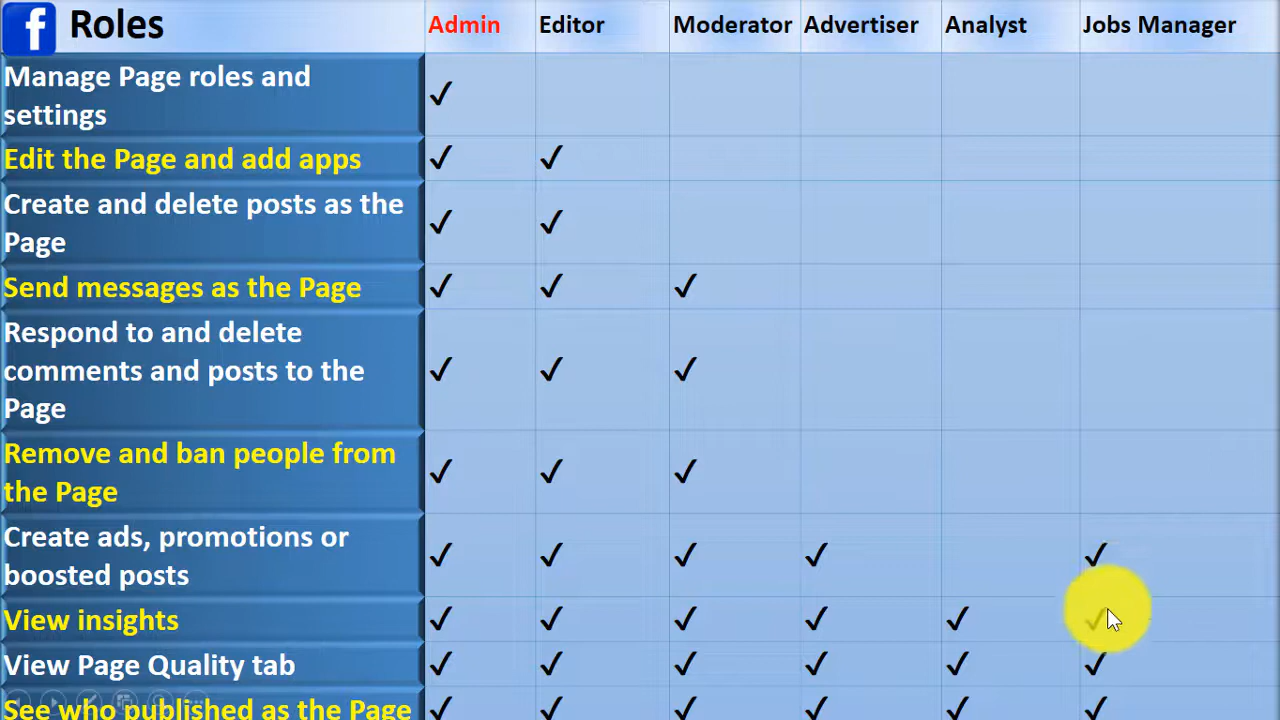 f Roles Admin Editor Moderator Advertiser Analyst Jobs Manager
Manage Page roles and
settings ✓
Edit the Page and add apps ✓ ✓
Create and delete posts as the
Page ✓ ✓
Send messages as the Page ✓ ✓ ✓
Respond to and delete
comments and posts to the
Page ✓ ✓ ✓
Remove and ban people from
the Page ✓ ✓ ✓
Create ads, promotions or
boosted posts ✓ ✓ ✓ ✓ ✓
View insights ✓ ✓ ✓ ✓ ✓ ✓
View Page Quality tab ✓ ✓ ✓ ✓ ✓ ✓
See who published as the Page ✓ ✓ ✓ ✓ ✓ ✓